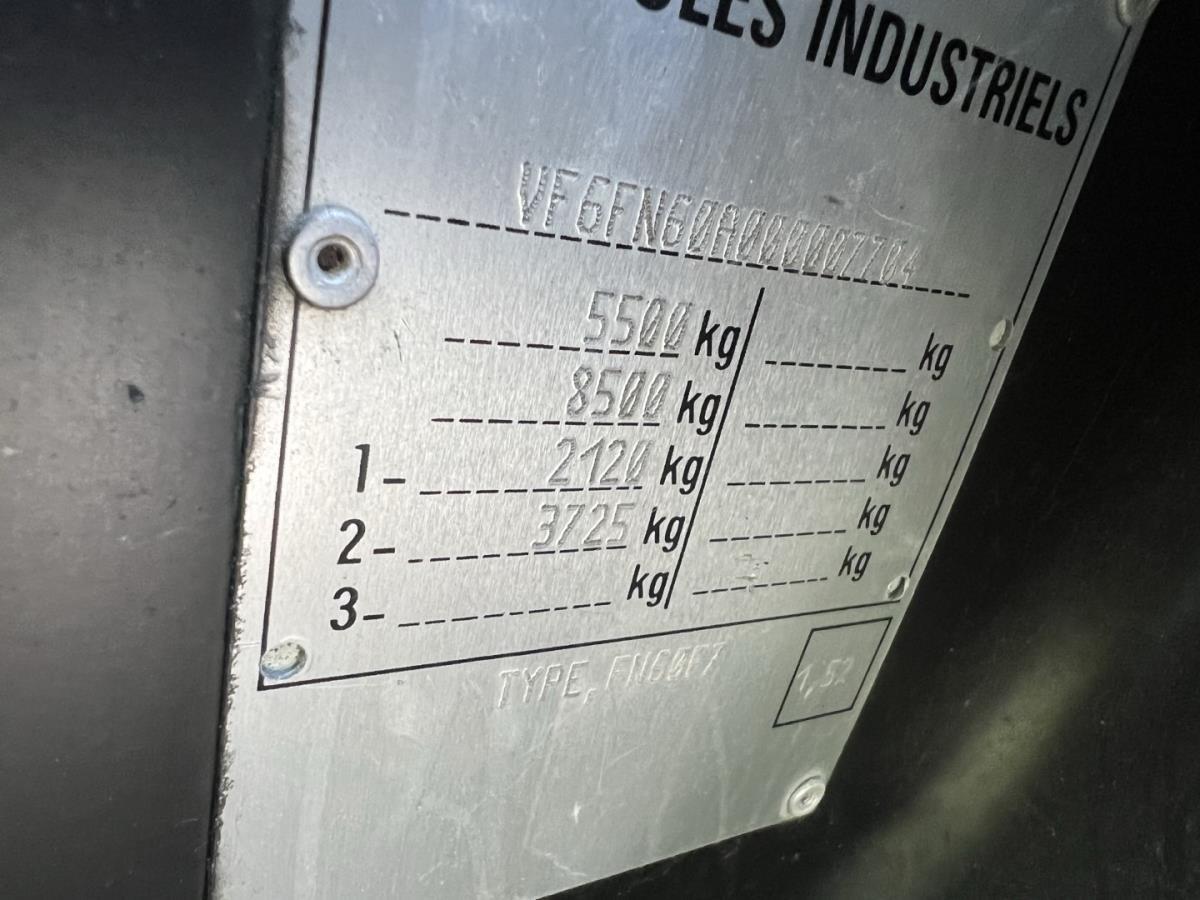 INDUSTRIELS
VF6FN60A000007704
5500 kg kg
8500 kg kg
1- 2120 kg kg
2- 3725 kg kg
3- kg kg
TYPE, FN60F7
1,52